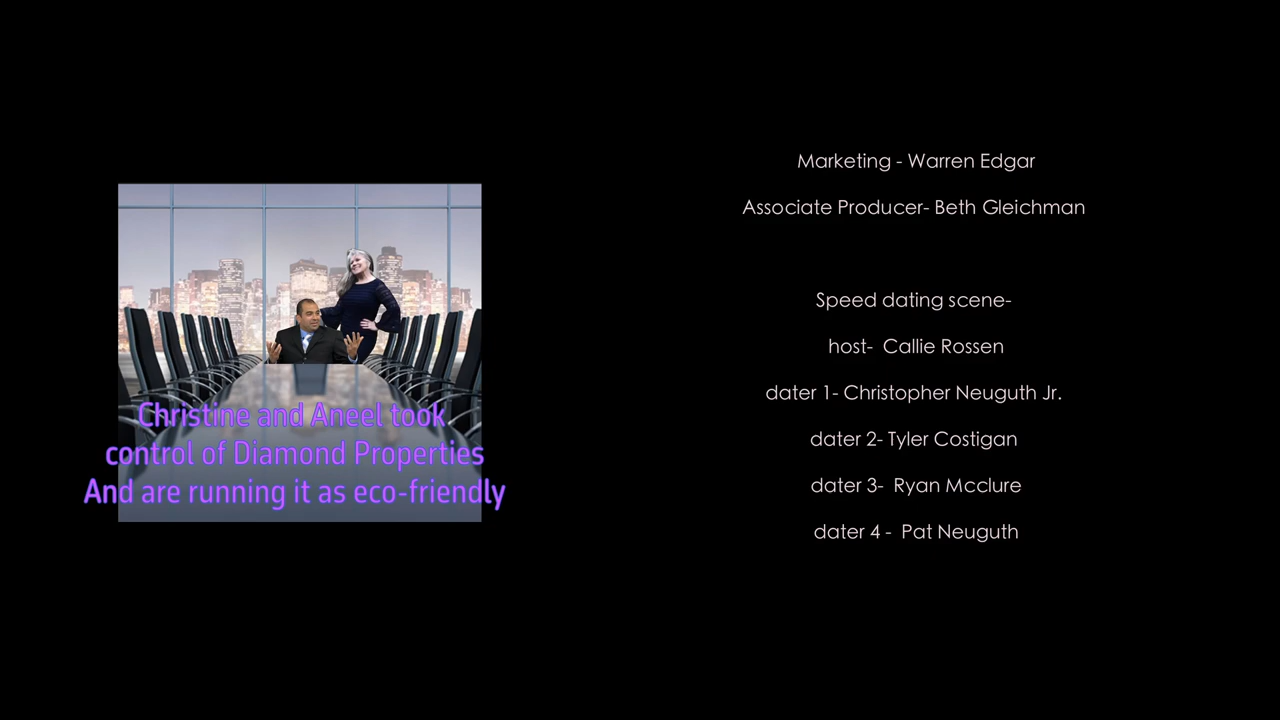 Christine and Aneel took
control of Diamond Properties
And are running it as eco-friendly
Marketing - Warren Edgar
Associate Producer- Beth Gleichman
Speed dating scene-
host- Callie Rossen
dater 1- Christopher Neuguth Jr.
dater 2- Tyler Costigan
dater 3- Ryan Mcclure
dater 4 - Pat Neuguth